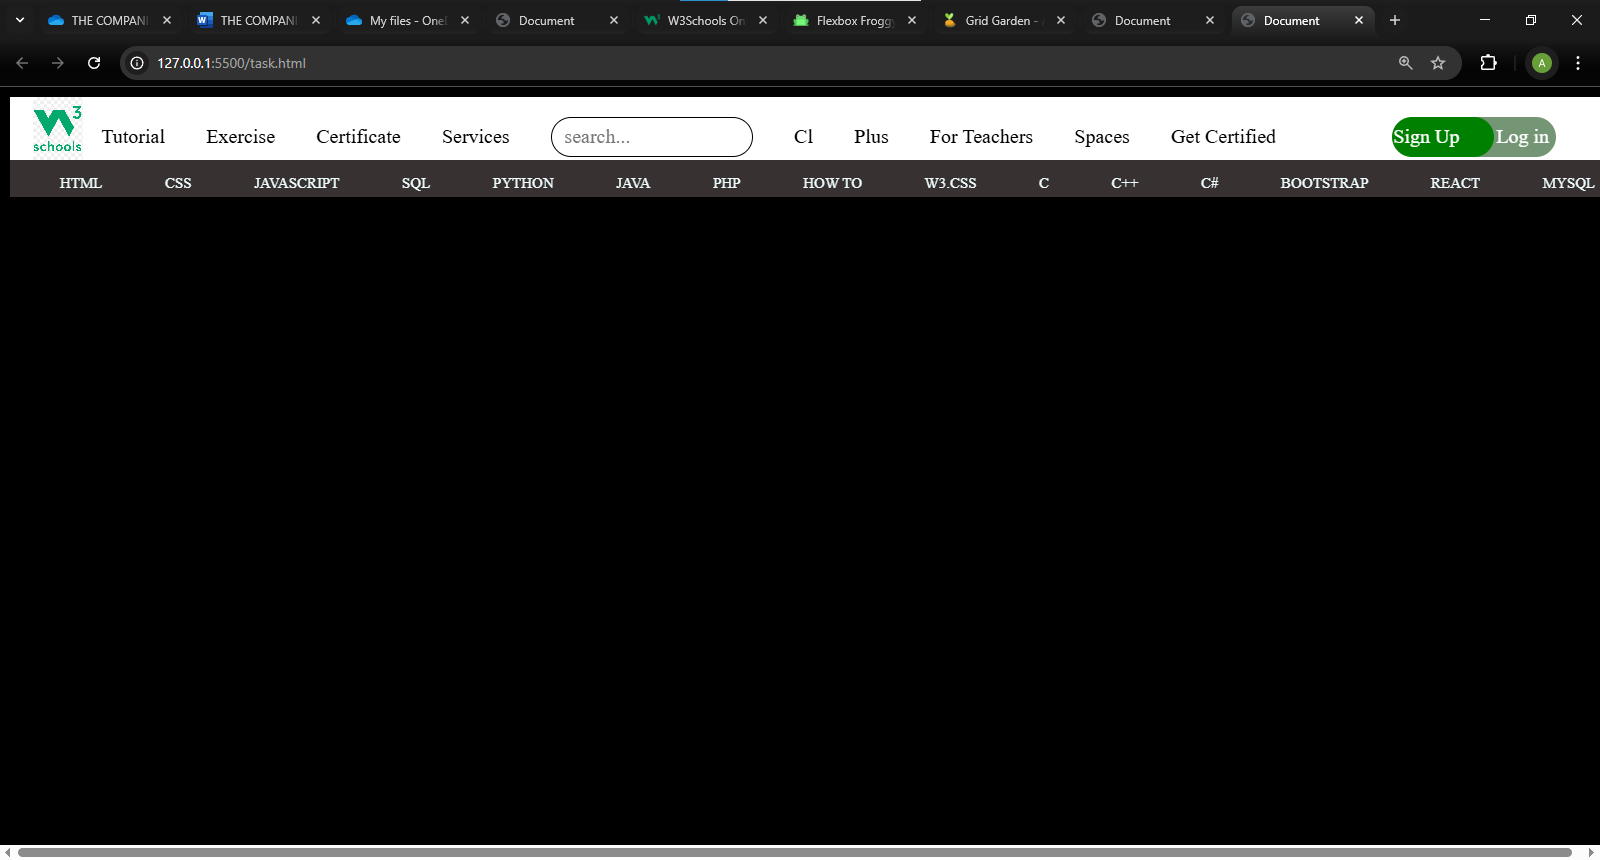 THE COMPANI
THE COMPANI
My files - One
Document
W3Schools On
Flexbox Frogg
Grid Garden -
Document
Document
127.0.0.1:5500/task.html
A
3
schools
Tutorial
Exercise
Certificate
Services
search...
Cl
Plus
For Teachers
Spaces
Get Certified
Sign Up
Log in
HTML
CSS
JAVASCRIPT
SQL
PYTHON
JAVA
PHP
HOW TO
W3.CSS
C
C++
C#
BOOTSTRAP
REACT
MYSQL